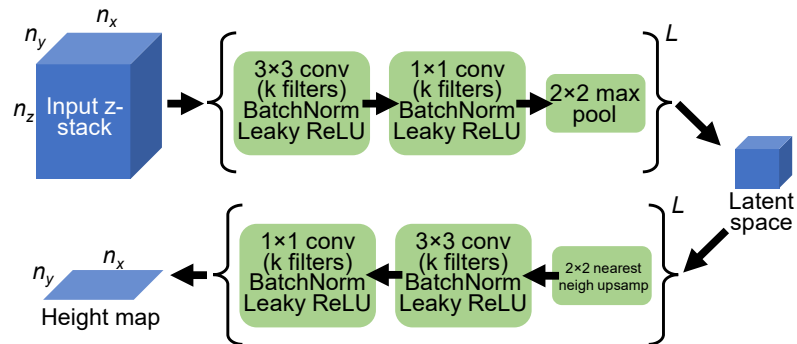 n_x
n_y
n_z
Input z-
stack
3×3 conv
(k filters)
BatchNorm
Leaky ReLU
1×1 conv
(k filters)
BatchNorm
Leaky ReLU
2×2 max
pool
L
Latent
space
L
2×2 nearest
neigh upsamp
3×3 conv
(k filters)
BatchNorm
Leaky ReLU
1×1 conv
(k filters)
BatchNorm
Leaky ReLU
n_x
n_y
Height map